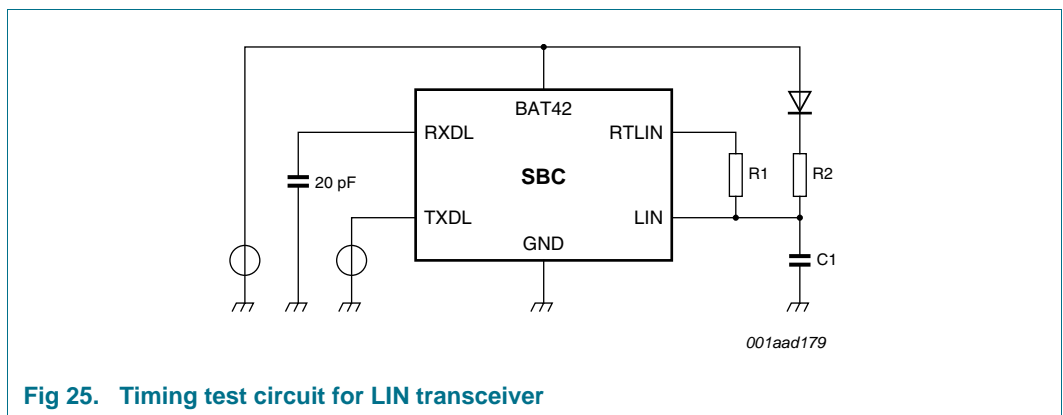 BAT42
RXDL
RTLIN
SBC
R1
R2
20 pF
TXDL
LIN
GND
C1
001aad179
Fig 25. Timing test circuit for LIN transceiver